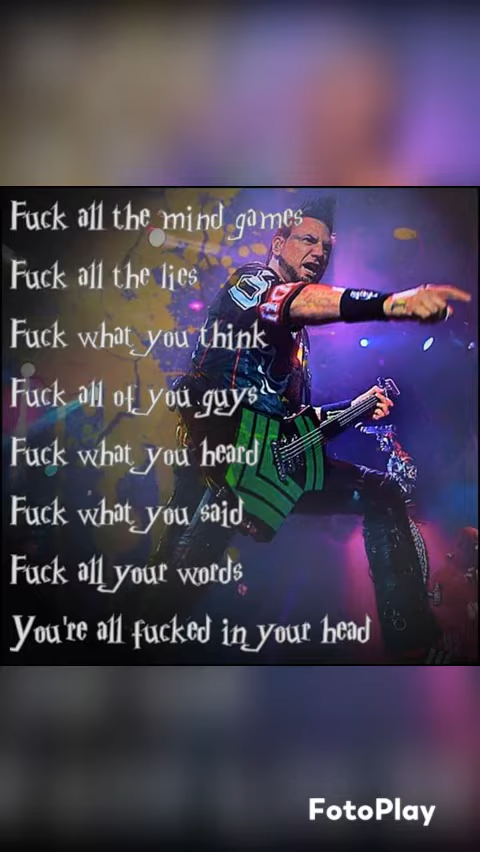 Fuck all the mind games
Fuck all the lies
Fuck what you think
Fuck all of you guys
Fuck what you heard
Fuck what you said
Fuck all your words
You're all fucked in your head
FotoPlay